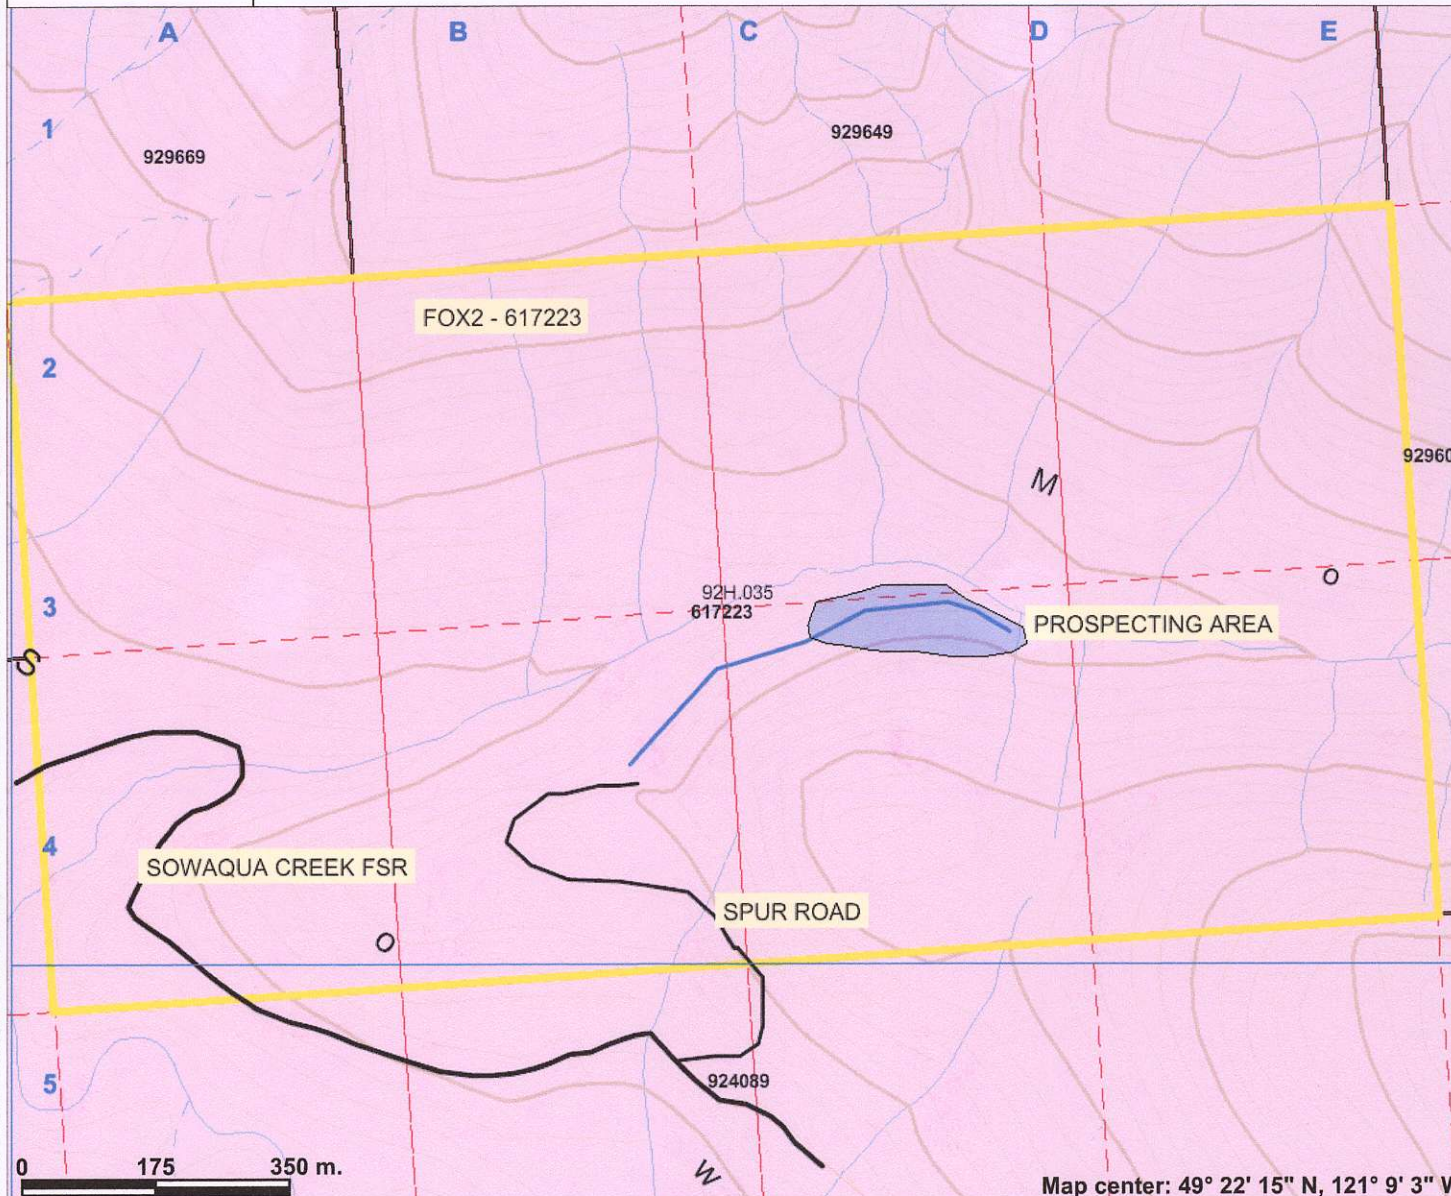 A B C D E
1
929669
929649
FOX2 - 617223
2
92960
M
92H.035
O
3
617223
PROSPECTING AREA
S
4
SOWAQUA CREEK FSR
SPUR ROAD
O
5
924089
W
0 175 350 m.
Map center: 49° 22' 15" N, 121° 9' 3" W